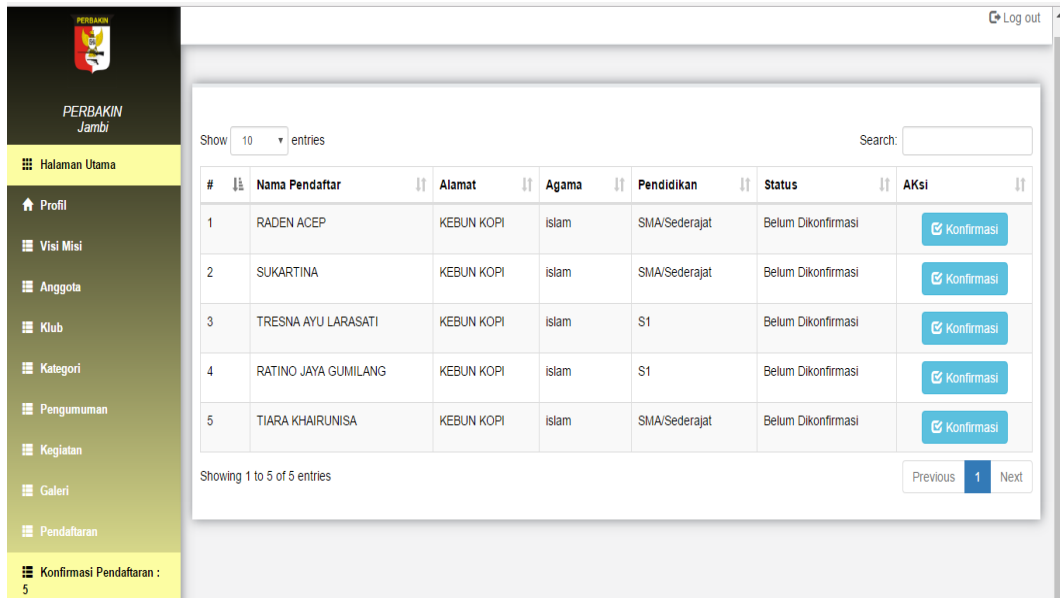 PERBAKIN
PERBAKIN
Jambi
Halaman Utama
Profil
Visi Misi
Anggota
Klub
Kategori
Pengumuman
Kegiatan
Galeri
Pendaftaran
Konfirmasi Pendaftaran :
5
Log out
Show 10 entries Search:
# Nama Pendaftar Alamat Agama Pendidikan Status AKsi
1 RADEN ACEP KEBUN KOPI islam SMA/Sederajat Belum Dikonfirmasi Konfirmasi
2 SUKARTINA KEBUN KOPI islam SMA/Sederajat Belum Dikonfirmasi Konfirmasi
3 TRESNA AYU LARASATI KEBUN KOPI islam S1 Belum Dikonfirmasi Konfirmasi
4 RATINO JAYA GUMILANG KEBUN KOPI islam S1 Belum Dikonfirmasi Konfirmasi
5 TIARA KHAIRUNISA KEBUN KOPI islam SMA/Sederajat Belum Dikonfirmasi Konfirmasi
Showing 1 to 5 of 5 entries Previous 1 Next